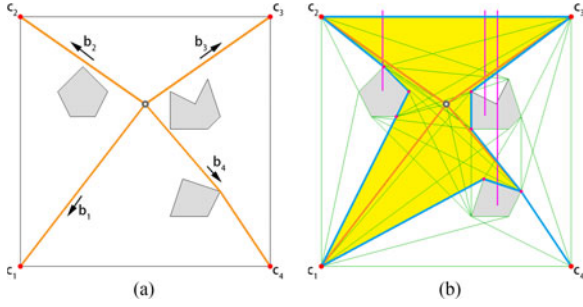 c₂ c₃ c₂ c₃
b₂ b₃
b₄
b₁
c₁ c₄ c₁ c₄
(a) (b)